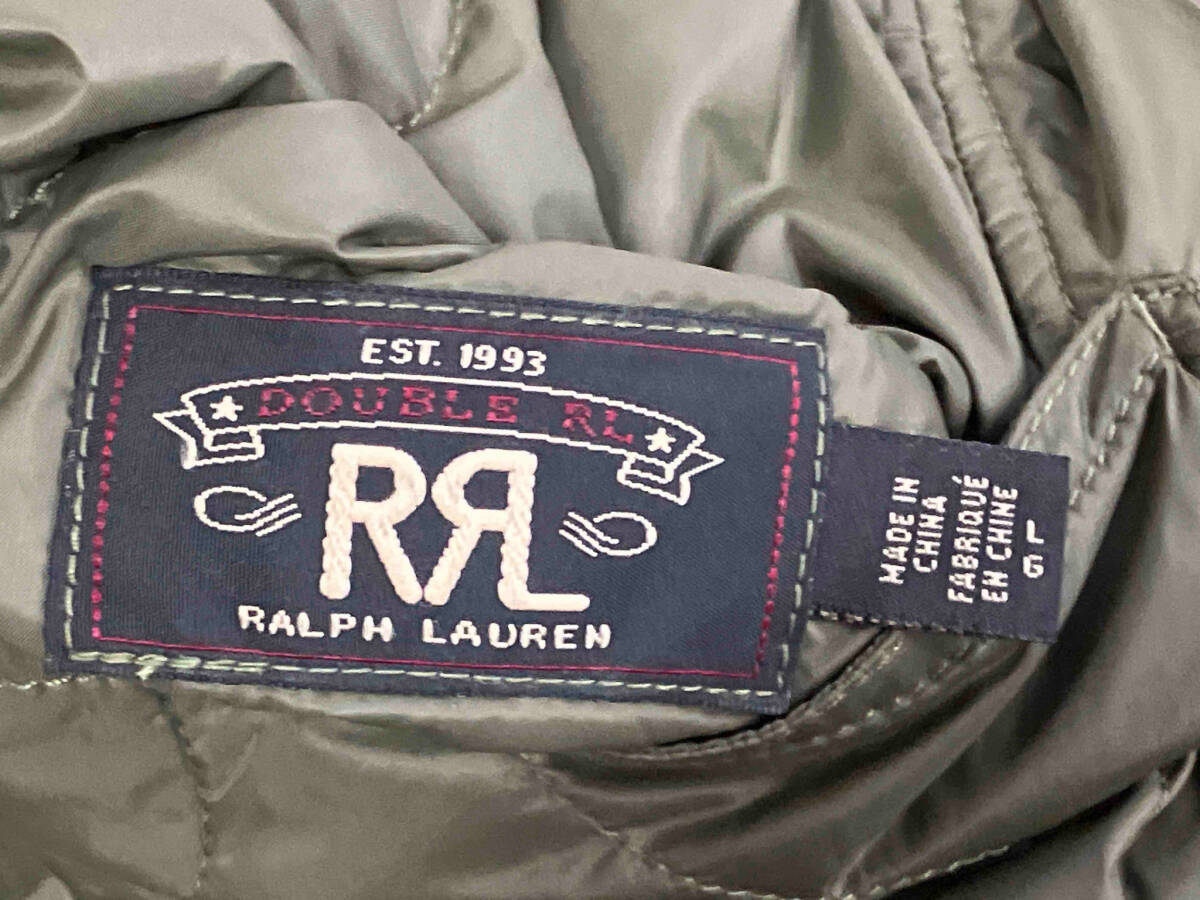 EST. 1993
DOUBLE RL
RRL
RALPH LAUREN
MADE IN
CHINA
FABRIQUÉ
EN CHINE
L
G